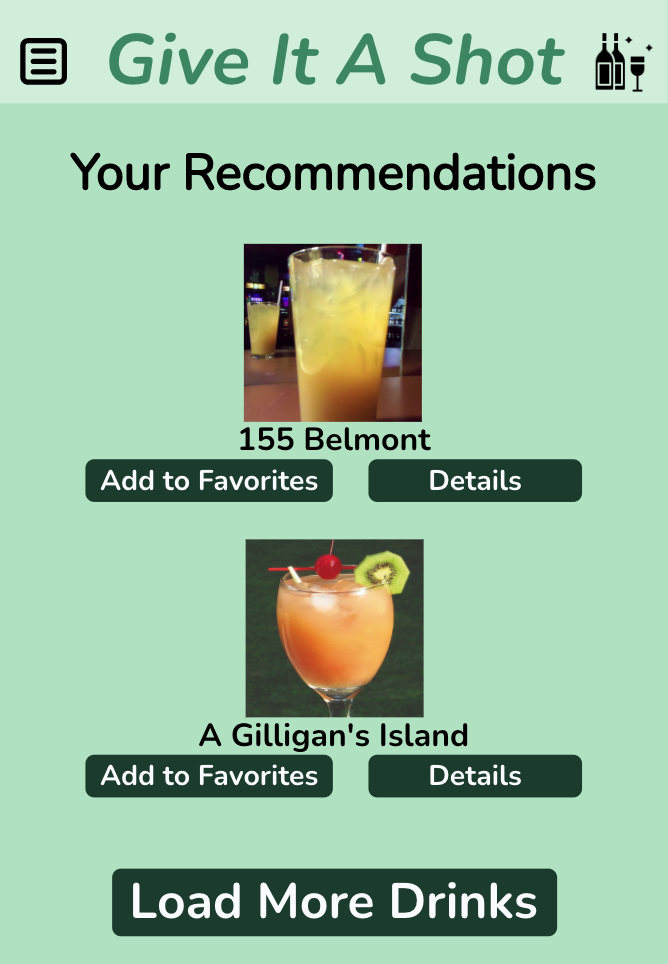 Give It A Shot
Your Recommendations
155 Belmont
Add to Favorites
Details
A Gilligan's Island
Add to Favorites
Details
Load More Drinks